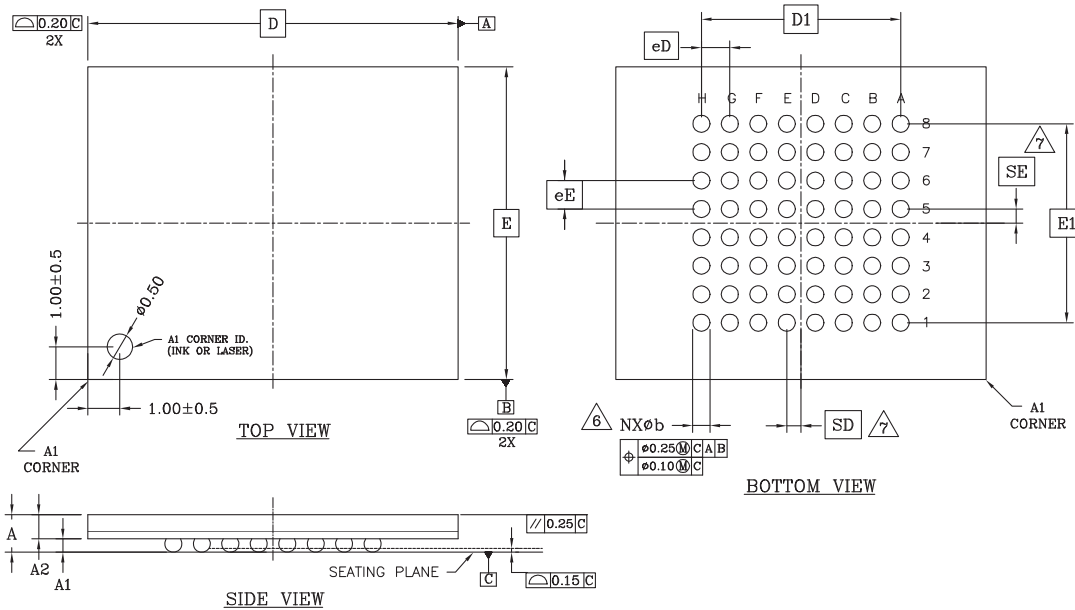 ⌓ 0.20 C
2X
D
A
E
1.00±0.5
ø0.50
A1 CORNER ID.
(INK OR LASER)
1.00±0.5
A1
CORNER
B
⌓ 0.20 C
2X
TOP VIEW
D1
eD
H G F E D C B A
8
7
6
5
4
3
2
1
eE
7
SE
E1
6
NXøb
⌖ ø0.25Ⓜ C A B
ø0.10Ⓜ C
SD
7
A1
CORNER
BOTTOM VIEW
A
A2
A1
// 0.25 C
SEATING PLANE
C
⌓ 0.15 C
SIDE VIEW